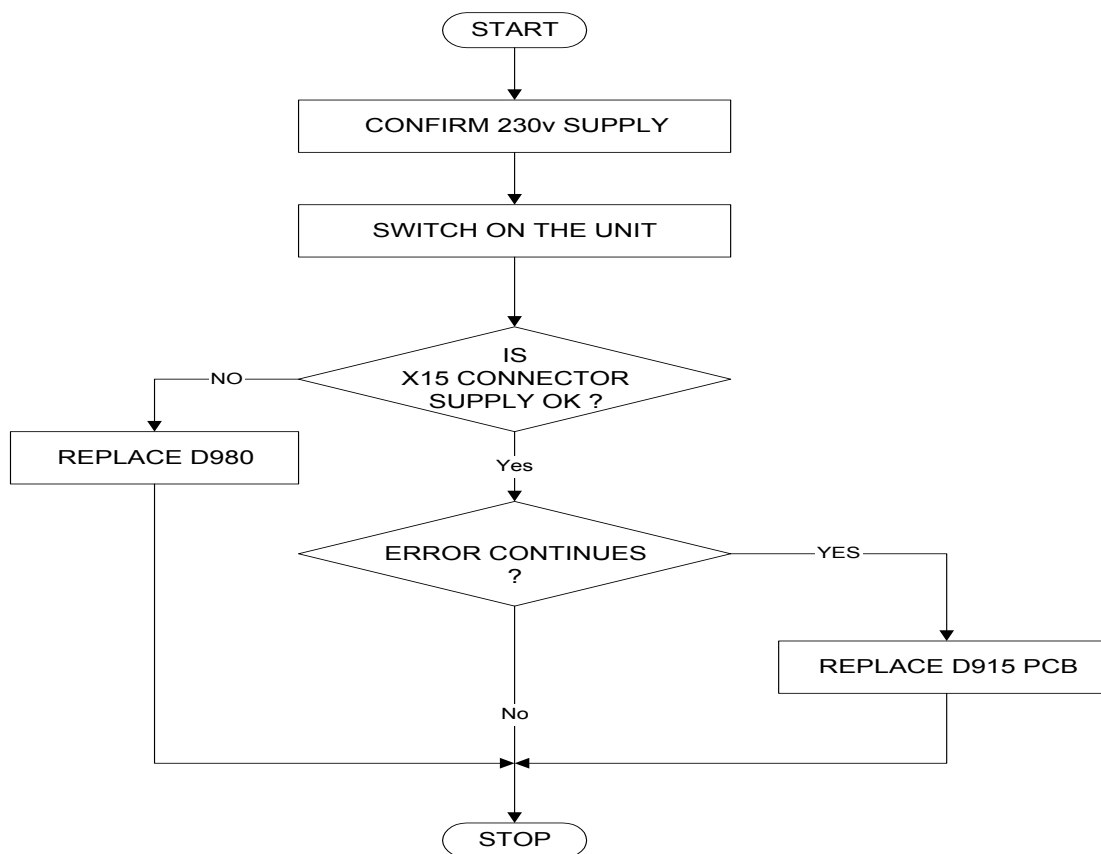 START
CONFIRM 230v SUPPLY
SWITCH ON THE UNIT
IS
X15 CONNECTOR
SUPPLY OK ?
NO
REPLACE D980
Yes
ERROR CONTINUES
?
YES
REPLACE D915 PCB
No
STOP